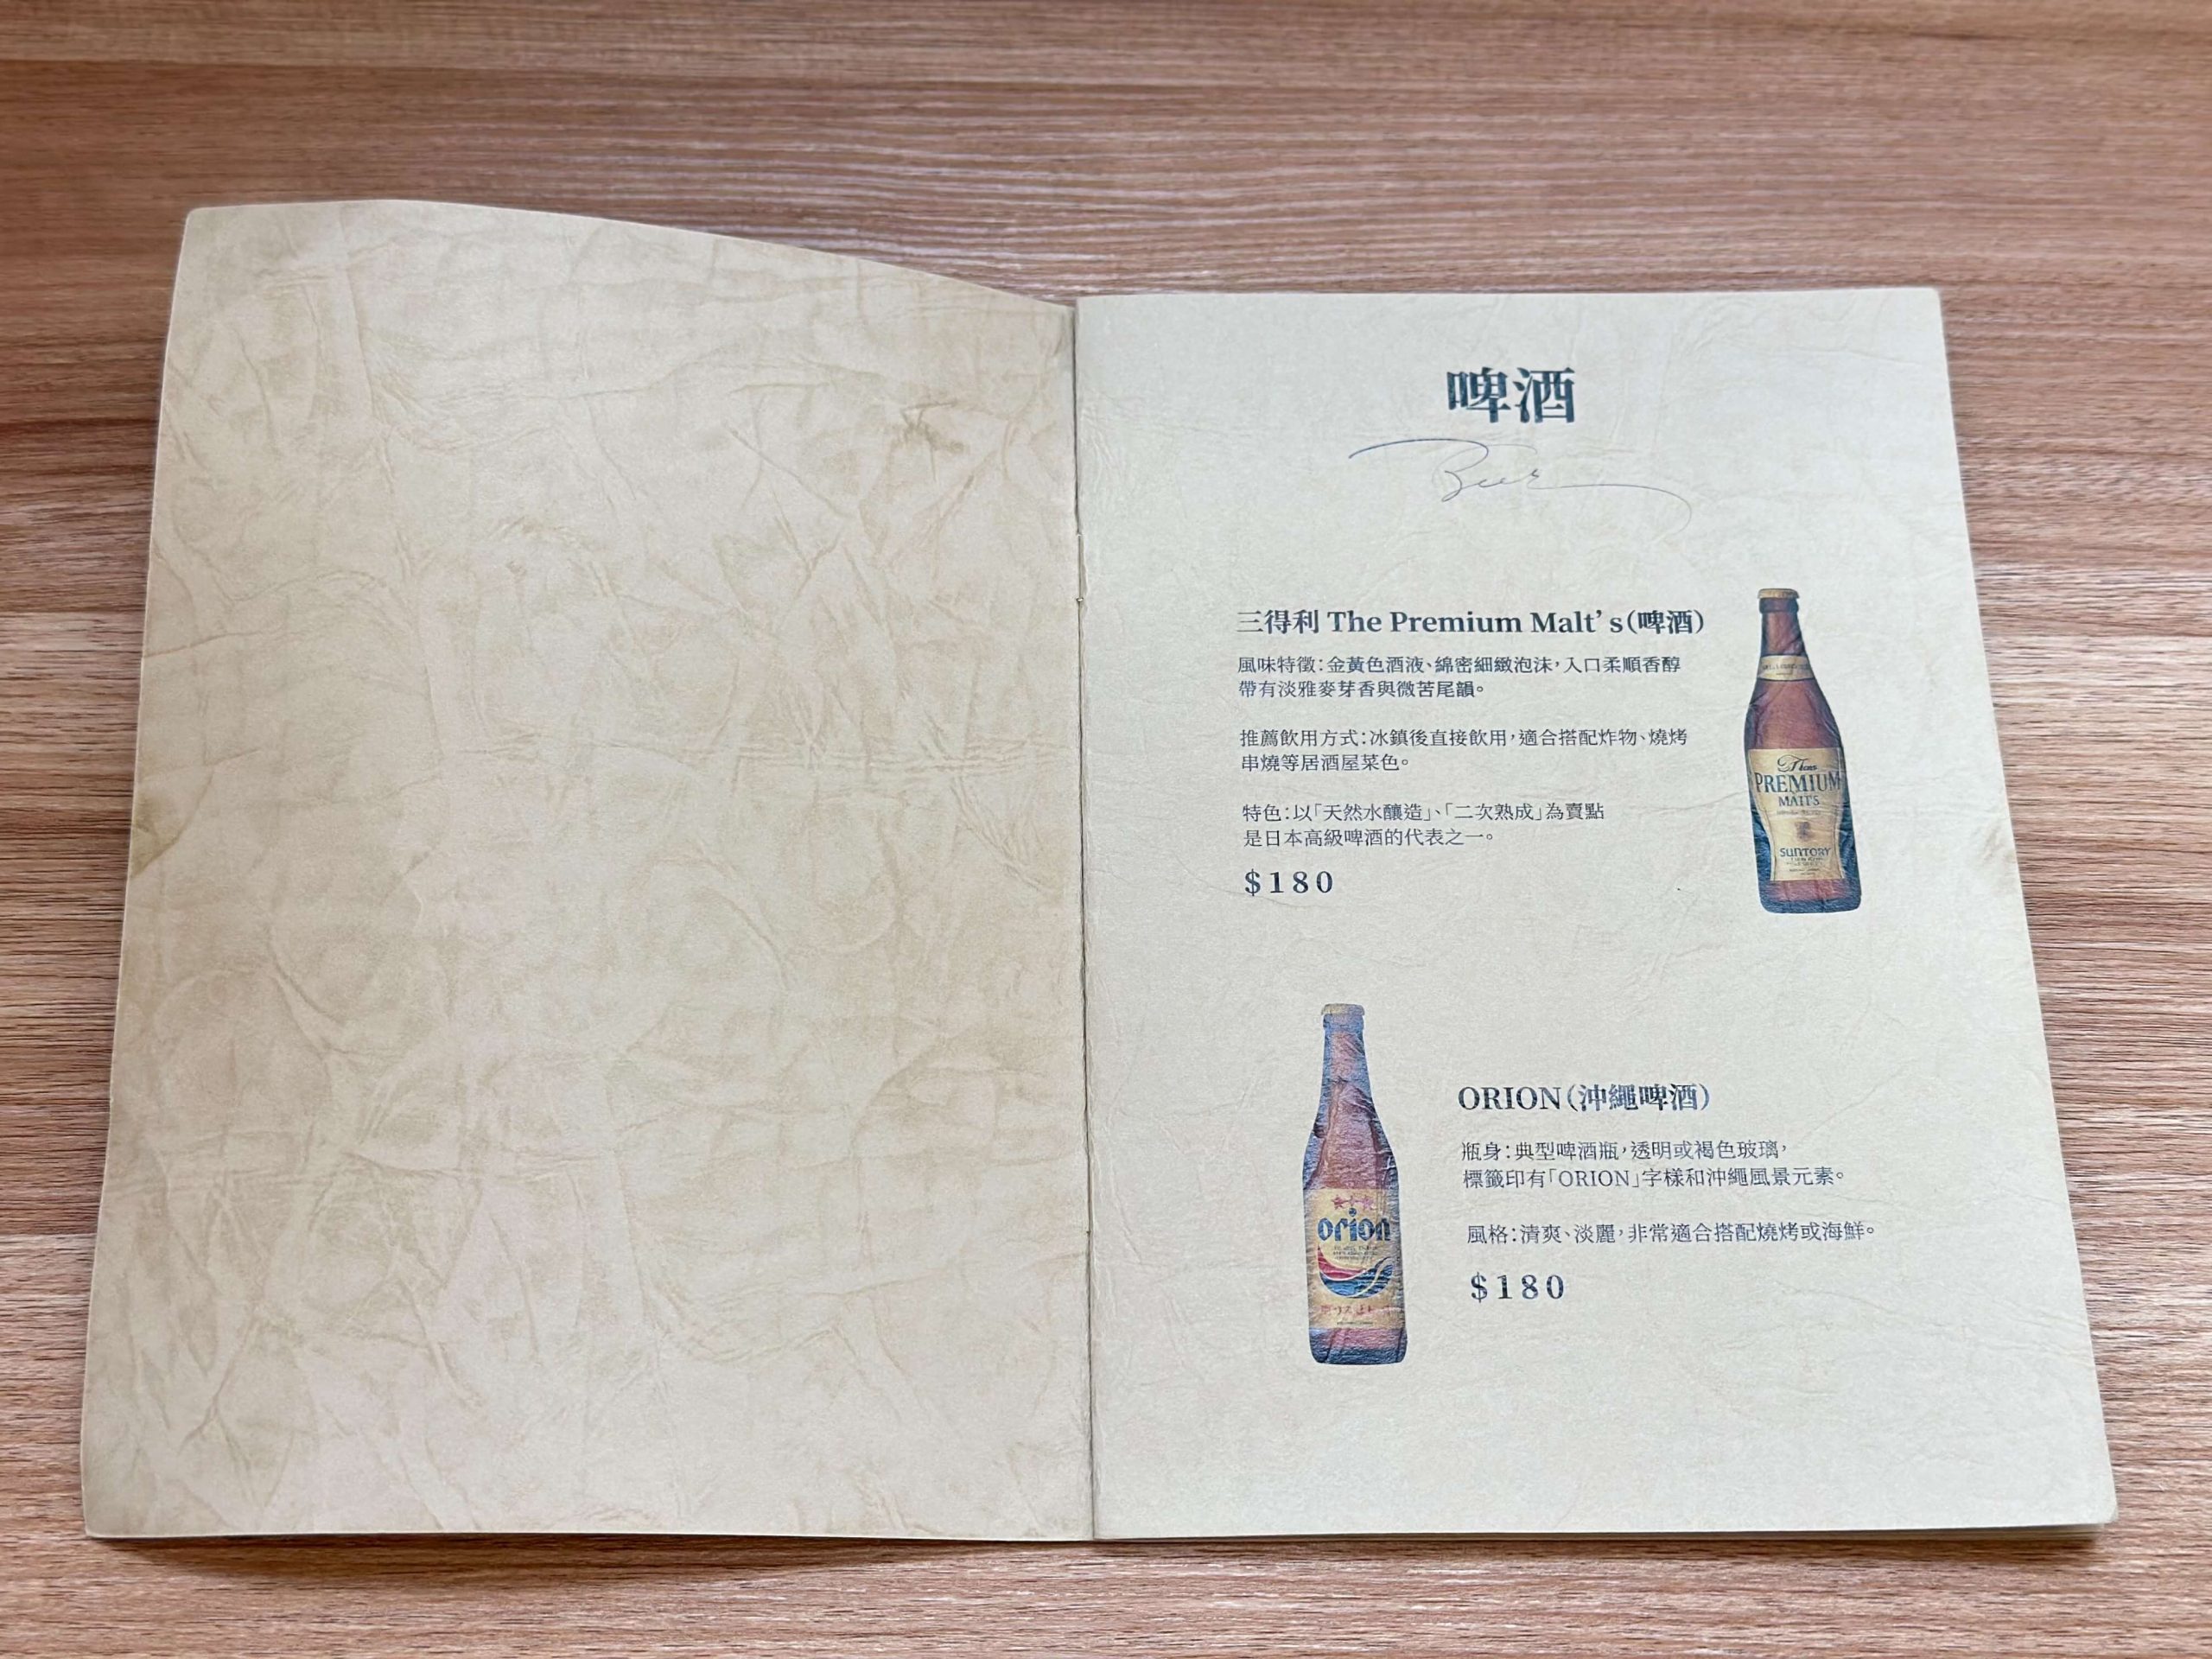 啤酒
Beer
三得利 The Premium Malt's(啤酒)
風味特徵:金黃色酒液、綿密細緻泡沫,入口柔順香醇
帶有淡雅麥芽香與微苦尾韻。
推薦飲用方式:冰鎮後直接飲用,適合搭配炸物、燒烤
串燒等居酒屋菜色。
特色:以「天然水釀造」、「二次熟成」為賣點
是日本高級啤酒的代表之一。
$180
The
PREMIUM
MALT'S
SUNTORY
ORION(沖繩啤酒)
瓶身:典型啤酒瓶,透明或褐色玻璃,
標籤印有「ORION」字樣和沖繩風景元素。
風格:清爽、淡麗,非常適合搭配燒烤或海鮮。
$180
orion